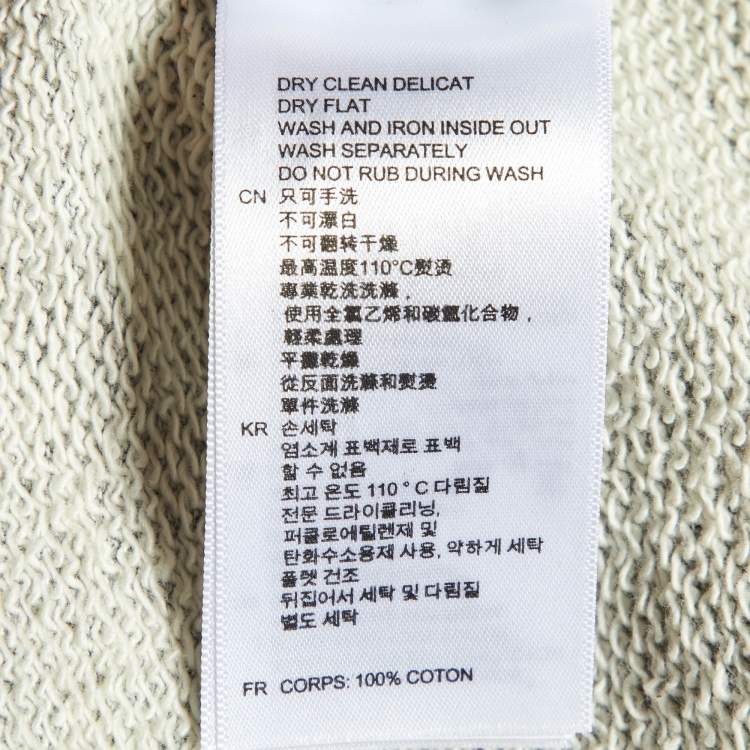 DRY CLEAN DELICAT
DRY FLAT
WASH AND IRON INSIDE OUT
WASH SEPARATELY
DO NOT RUB DURING WASH
CN 只可手洗
不可漂白
不可翻转干燥
最高温度110°C熨烫
專業乾洗洗滌，
使用全氯乙烯和碳氫化合物，
輕柔處理
平攤乾燥
從反面洗滌和熨燙
單件洗滌
KR 손세탁
염소계 표백제로 표백
할 수 없음
최고 온도 110 ° C 다림질
전문 드라이클리닝,
퍼클로에틸렌제 및
탄화수소용제 사용, 약하게 세탁
플랫 건조
뒤집어서 세탁 및 다림질
별도 세탁
FR CORPS: 100% COTON